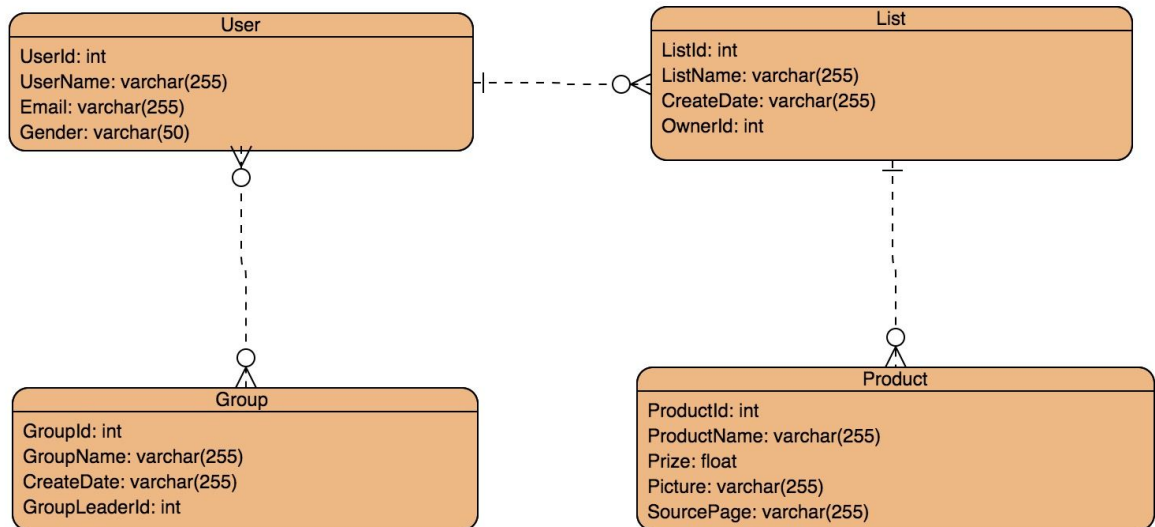 User
UserId: int
UserName: varchar(255)
Email: varchar(255)
Gender: varchar(50)
List
ListId: int
ListName: varchar(255)
CreateDate: varchar(255)
OwnerId: int
Group
GroupId: int
GroupName: varchar(255)
CreateDate: varchar(255)
GroupLeaderId: int
Product
ProductId: int
ProductName: varchar(255)
Prize: float
Picture: varchar(255)
SourcePage: varchar(255)